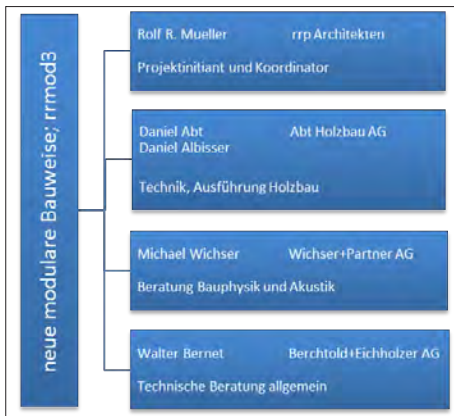 neue modulare Bauweise; rrmod3
Rolf R. Mueller rrp Architekten
Projektinitiant und Koordinator
Daniel Abt Abt Holzbau AG
Daniel Albisser
Technik, Ausführung Holzbau
Michael Wichser Wichser+Partner AG
Beratung Bauphysik und Akustik
Walter Bernet Berchtold+Eichholzer AG
Technische Beratung allgemein